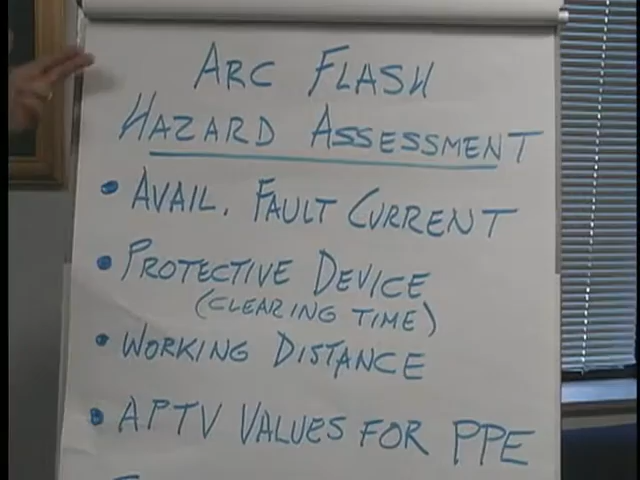 ARC FLASH
HAZARD ASSESSMENT
• AVAIL. FAULT CURRENT
• PROTECTIVE DEVICE
(CLEARING TIME)
• WORKING DISTANCE
• APTV VALUES FOR PPE